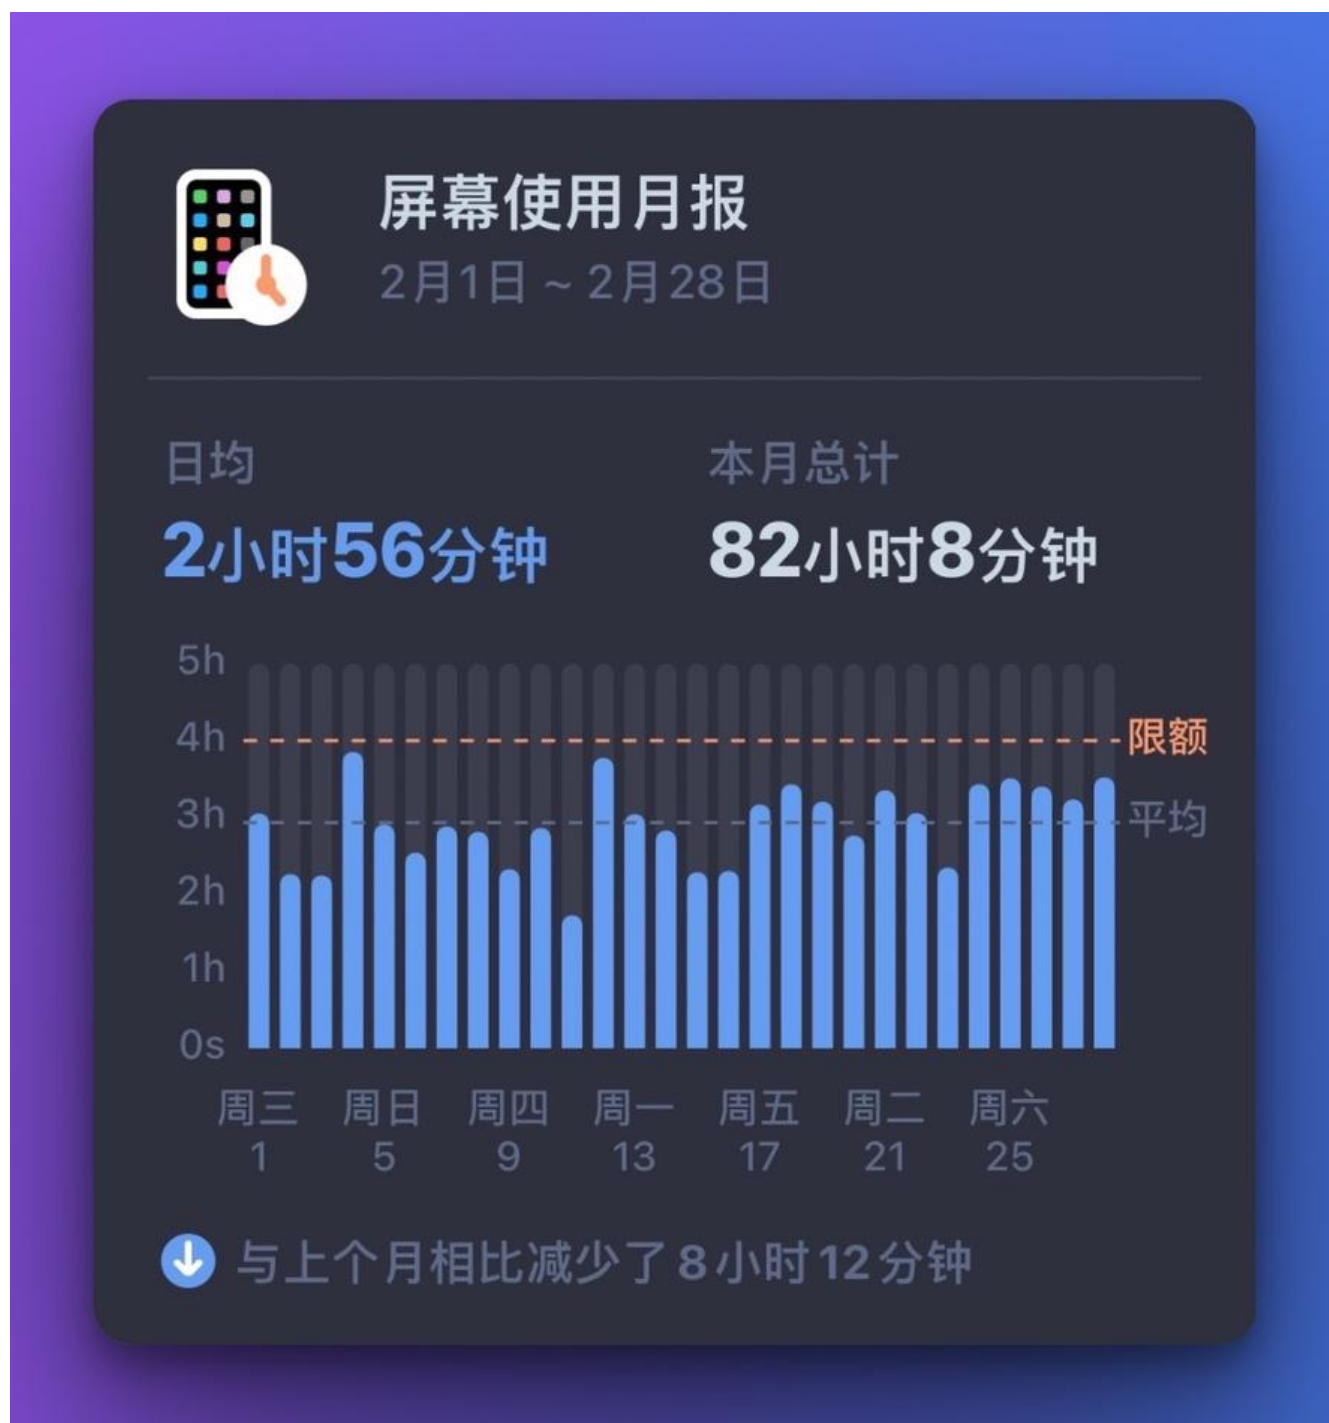 屏幕使用月报
2月1日 ~ 2月28日
日均
本月总计
2小时56分钟
82小时8分钟
5h
4h
限额
3h
平均
2h
1h
0s
周三 周日 周四 周一 周五 周二 周六
1 5 9 13 17 21 25
与上个月相比减少了8小时12分钟